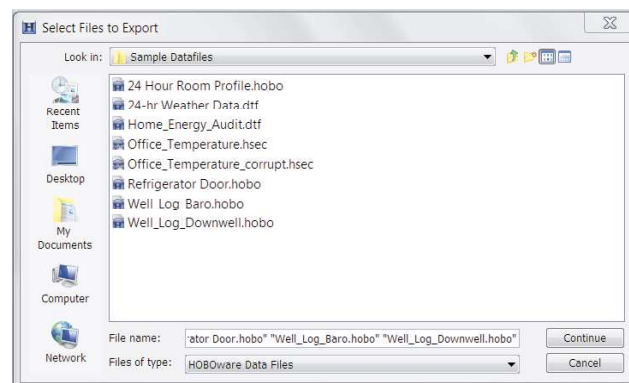 Select Files to Export
Look in: Sample Datafiles
Recent Items
Desktop
My Documents
Computer
Network
24 Hour Room Profile.hobo
24-hr Weather Data.dtf
Home_Energy_Audit.dtf
Office_Temperature.hsec
Office_Temperature_corrupt.hsec
Refrigerator Door.hobo
Well_Log_Baro.hobo
Well_Log_Downwell.hobo
File name: ator Door.hobo" "Well_Log_Baro.hobo" "Well_Log_Downwell.hobo"
Continue
Files of type: HOBOware Data Files
Cancel